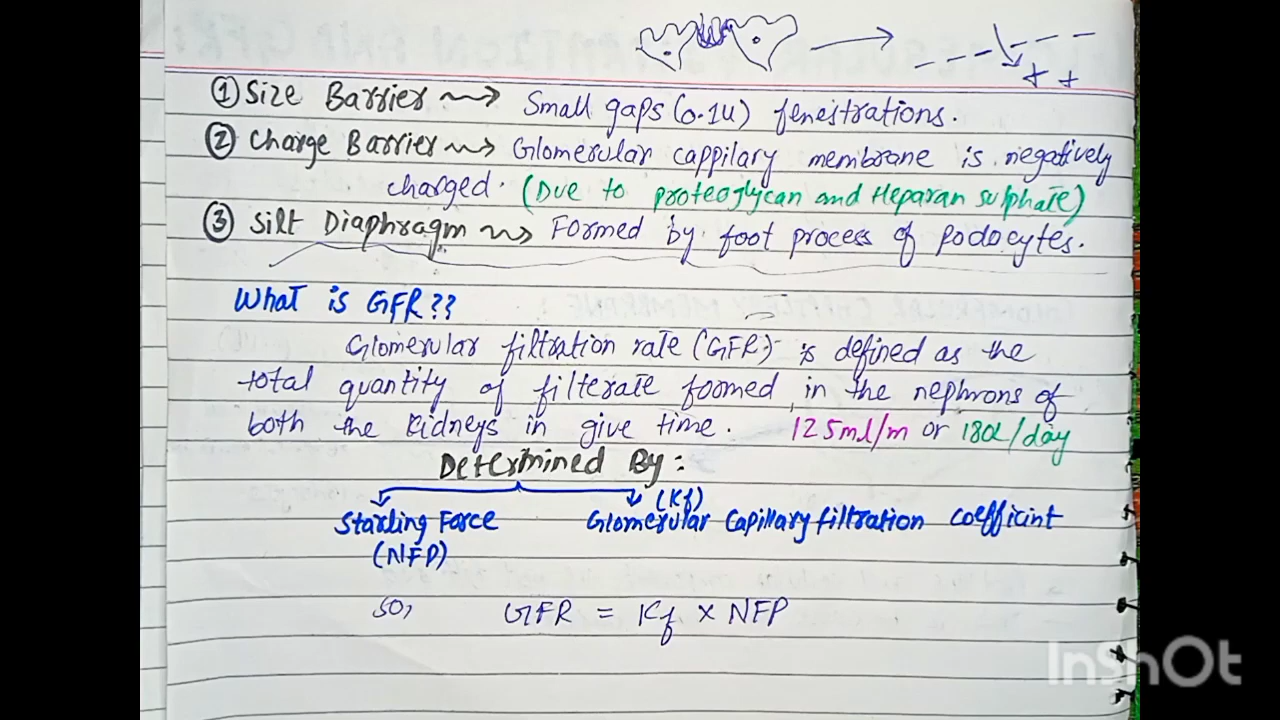 ① Size Barrier ⟿ Small gaps (0.1u) fenestrations.
② Charge Barrier ⟿ Glomerular cappilary membrane is negatively
charged. (Due to proteoglycan and Heparan sulphate)
③ Silt Diaphragm ⟿ Formed by foot process of Podocytes.
What is GFR??
Glomerular filtration rate (GFR) is defined as the
total quantity of filterate formed in the nephrons of
both the kidneys in give time. 125ml/m or 180L/day
Determined By:
Starling Force
(NFP)
(Kf)
Glomerular Capillary filtration coefficint
so, GFR = Kf × NFP
InShOt